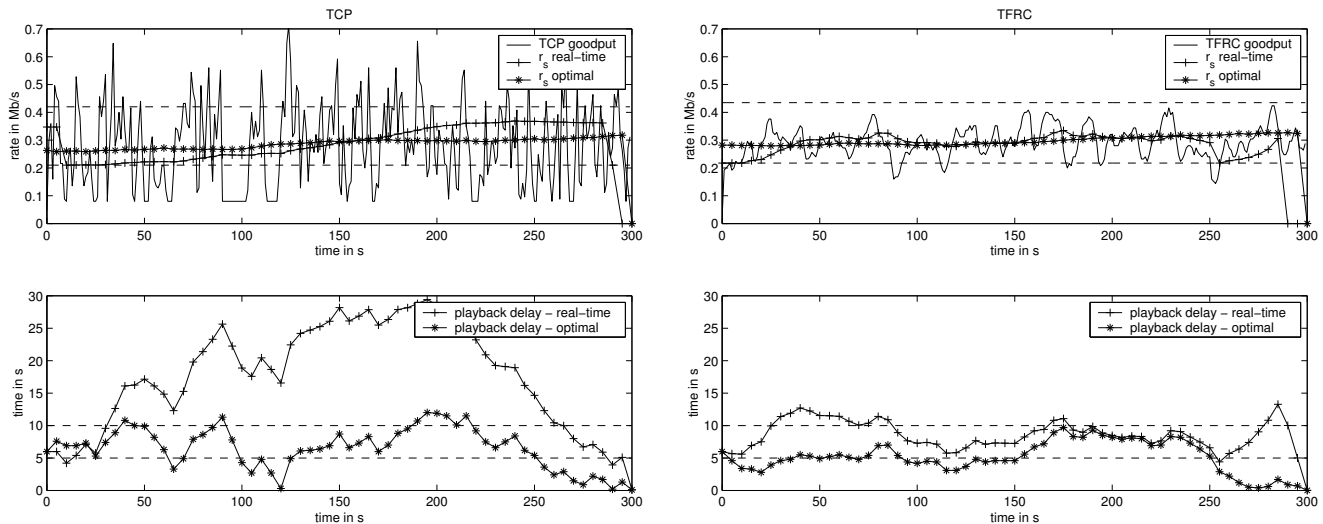 TCP
0.7
0.6
0.5
0.4
0.3
0.2
0.1
0
rate in Mb/s
TCP goodput
r_s real−time
r_s optimal
0 50 100 150 200 250 300
time in s
TFRC
0.7
0.6
0.5
0.4
0.3
0.2
0.1
0
rate in Mb/s
TFRC goodput
r_s real−time
r_s optimal
0 50 100 150 200 250 300
time in s
30
25
20
15
10
5
0
time in s
playback delay − real−time
playback delay − optimal
0 50 100 150 200 250 300
time in s
30
25
20
15
10
5
0
time in s
playback delay − real−time
playback delay − optimal
0 50 100 150 200 250 300
time in s